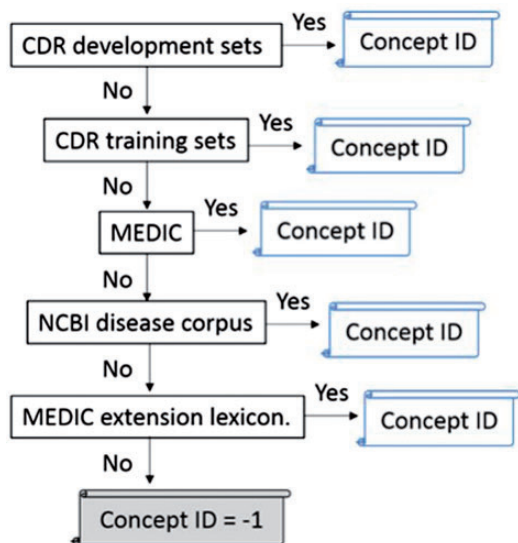 CDR development sets
Yes
Concept ID
No
CDR training sets
Yes
Concept ID
No
MEDIC
Yes
Concept ID
No
NCBI disease corpus
Yes
Concept ID
No
MEDIC extension lexicon.
Yes
Concept ID
No
Concept ID = -1